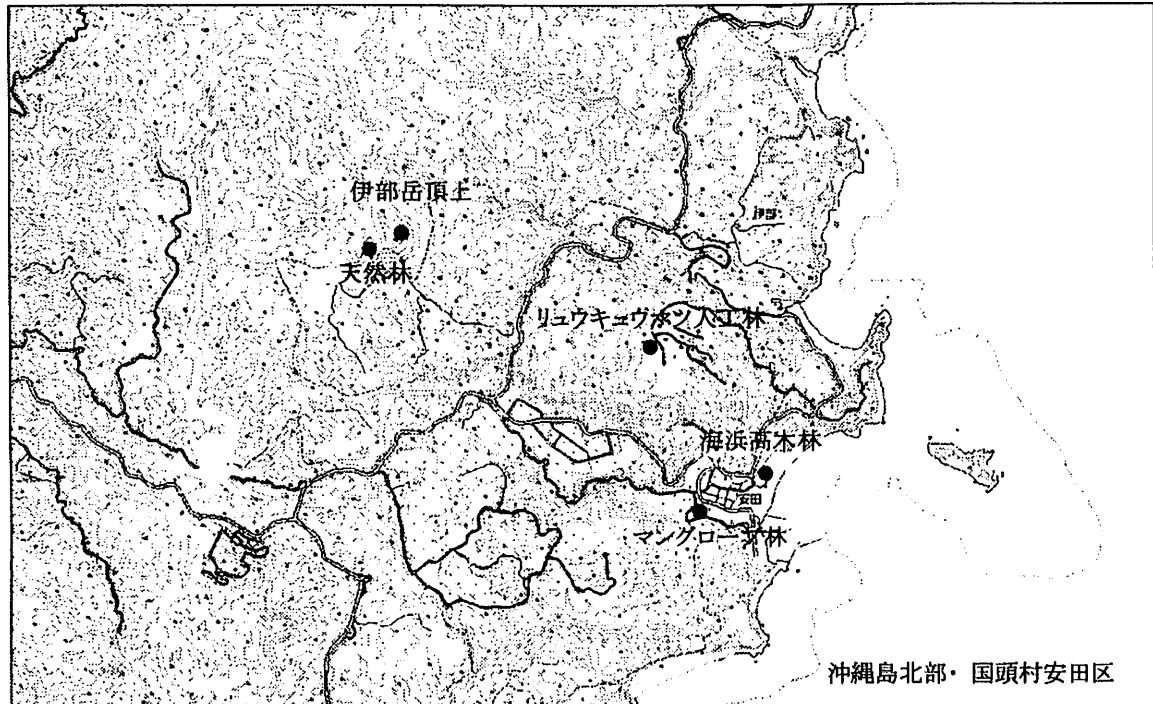 伊部岳頂上
天然林
伊部
リュウキュウマツ人工林
海浜高木林
安田
マングローブ林
沖縄島北部・国頭村安田区